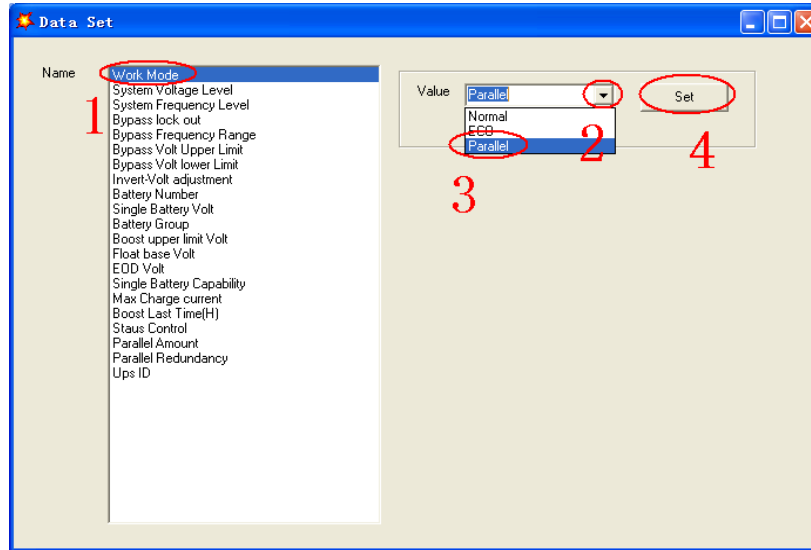 Data Set
Name
Work Mode
System Voltage Level
System Frequency Level
Bypass lock out
Bypass Frequency Range
Bypass Volt Upper Limit
Bypass Volt lower Limit
Invert-Volt adjustment
Battery Number
Single Battery Volt
Battery Group
Boost upper limit Volt
Float base Volt
EOD Volt
Single Battery Capability
Max Charge current
Boost Last Time(H)
Staus Control
Parallel Amount
Parallel Redundancy
Ups ID
1
Value
Parallel
Normal
ECO
Parallel
Set
2
3
4